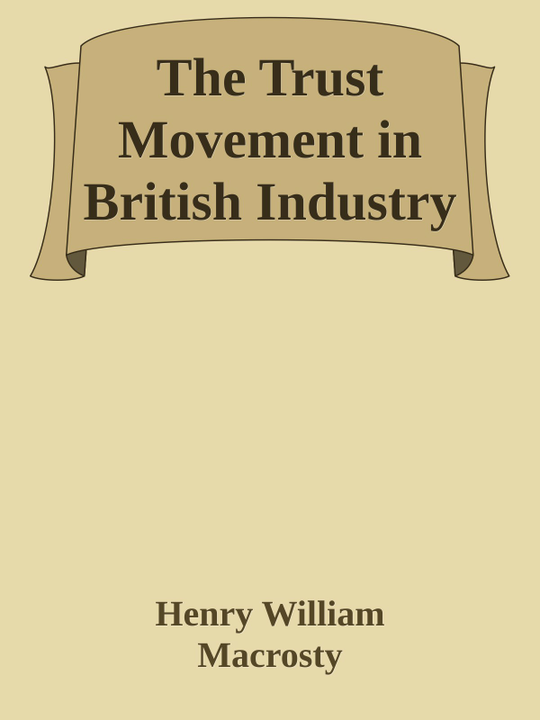 The Trust
Movement in
British Industry
Henry William
Macrosty